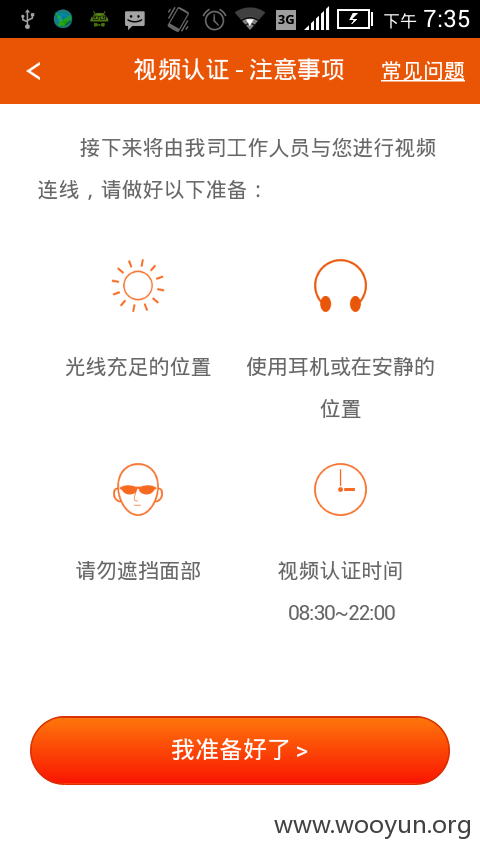 3G 下午 7:35
< 视频认证 - 注意事项 常见问题
接下来将由我司工作人员与您进行视频
连线，请做好以下准备：
光线充足的位置
使用耳机或在安静的
位置
请勿遮挡面部
视频认证时间
08:30~22:00
我准备好了 >
www.wooyun.org